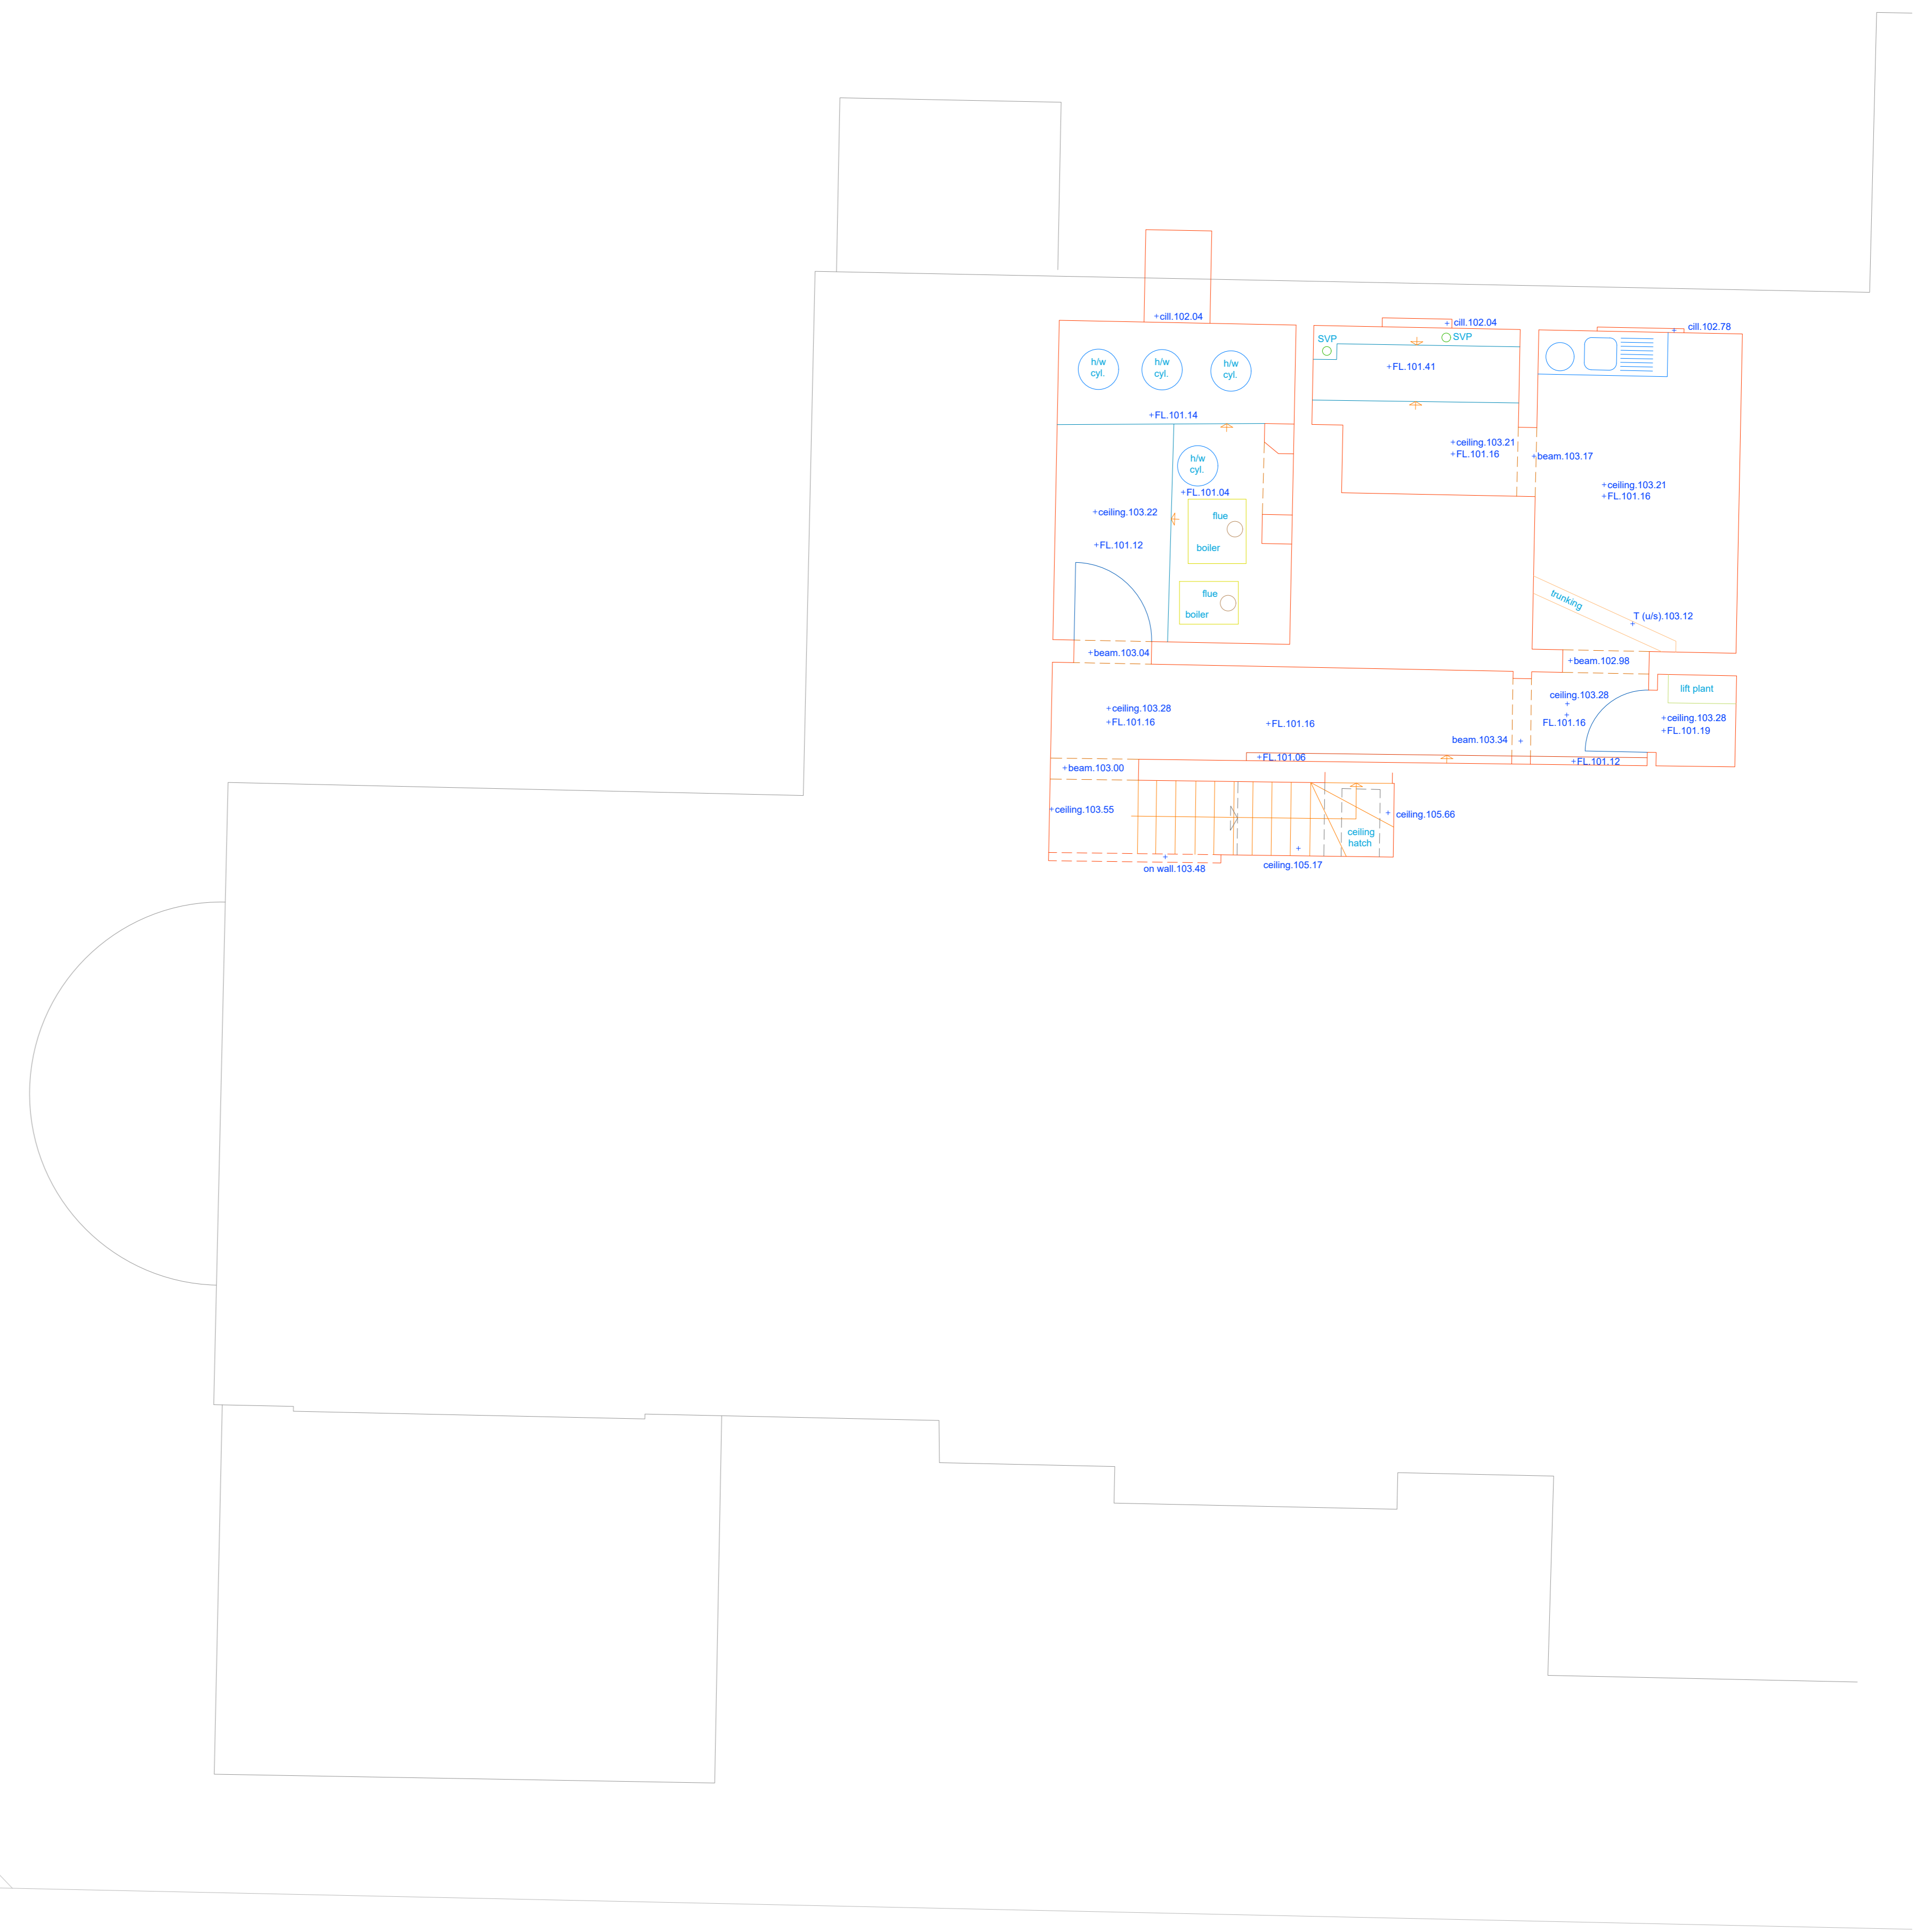 +cill.102.04
+ cill.102.04
+ cill.102.78
SVP
SVP
h/w
cyl.
h/w
cyl.
h/w
cyl.
+FL.101.41
+FL.101.14
+ceiling.103.21
+FL.101.16
+beam.103.17
h/w
cyl.
+FL.101.04
+ceiling.103.21
+FL.101.16
+ceiling.103.22
flue
boiler
+FL.101.12
flue
boiler
trunking
T (u/s).103.12
+
+beam.103.04
+beam.102.98
lift plant
ceiling.103.28
+
+
FL.101.16
+ceiling.103.28
+FL.101.16
+FL.101.16
+ceiling.103.28
+FL.101.19
beam.103.34 +
+FL.101.06
+FL.101.12
+beam.103.00
+ceiling.103.55
+ ceiling.105.66
ceiling
hatch
+
on wall.103.48
+
ceiling.105.17